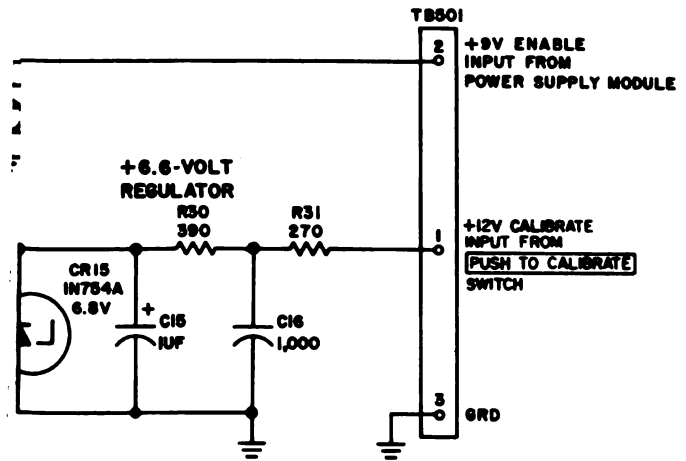 TB501
2
+9V ENABLE
INPUT FROM
POWER SUPPLY MODULE
+6.6-VOLT
REGULATOR
R30
390
R31
270
1
+12V CALIBRATE
INPUT FROM
PUSH TO CALIBRATE
SWITCH
CR15
1N754A
6.8V
+
C15
1UF
C16
1,000
3
GRD